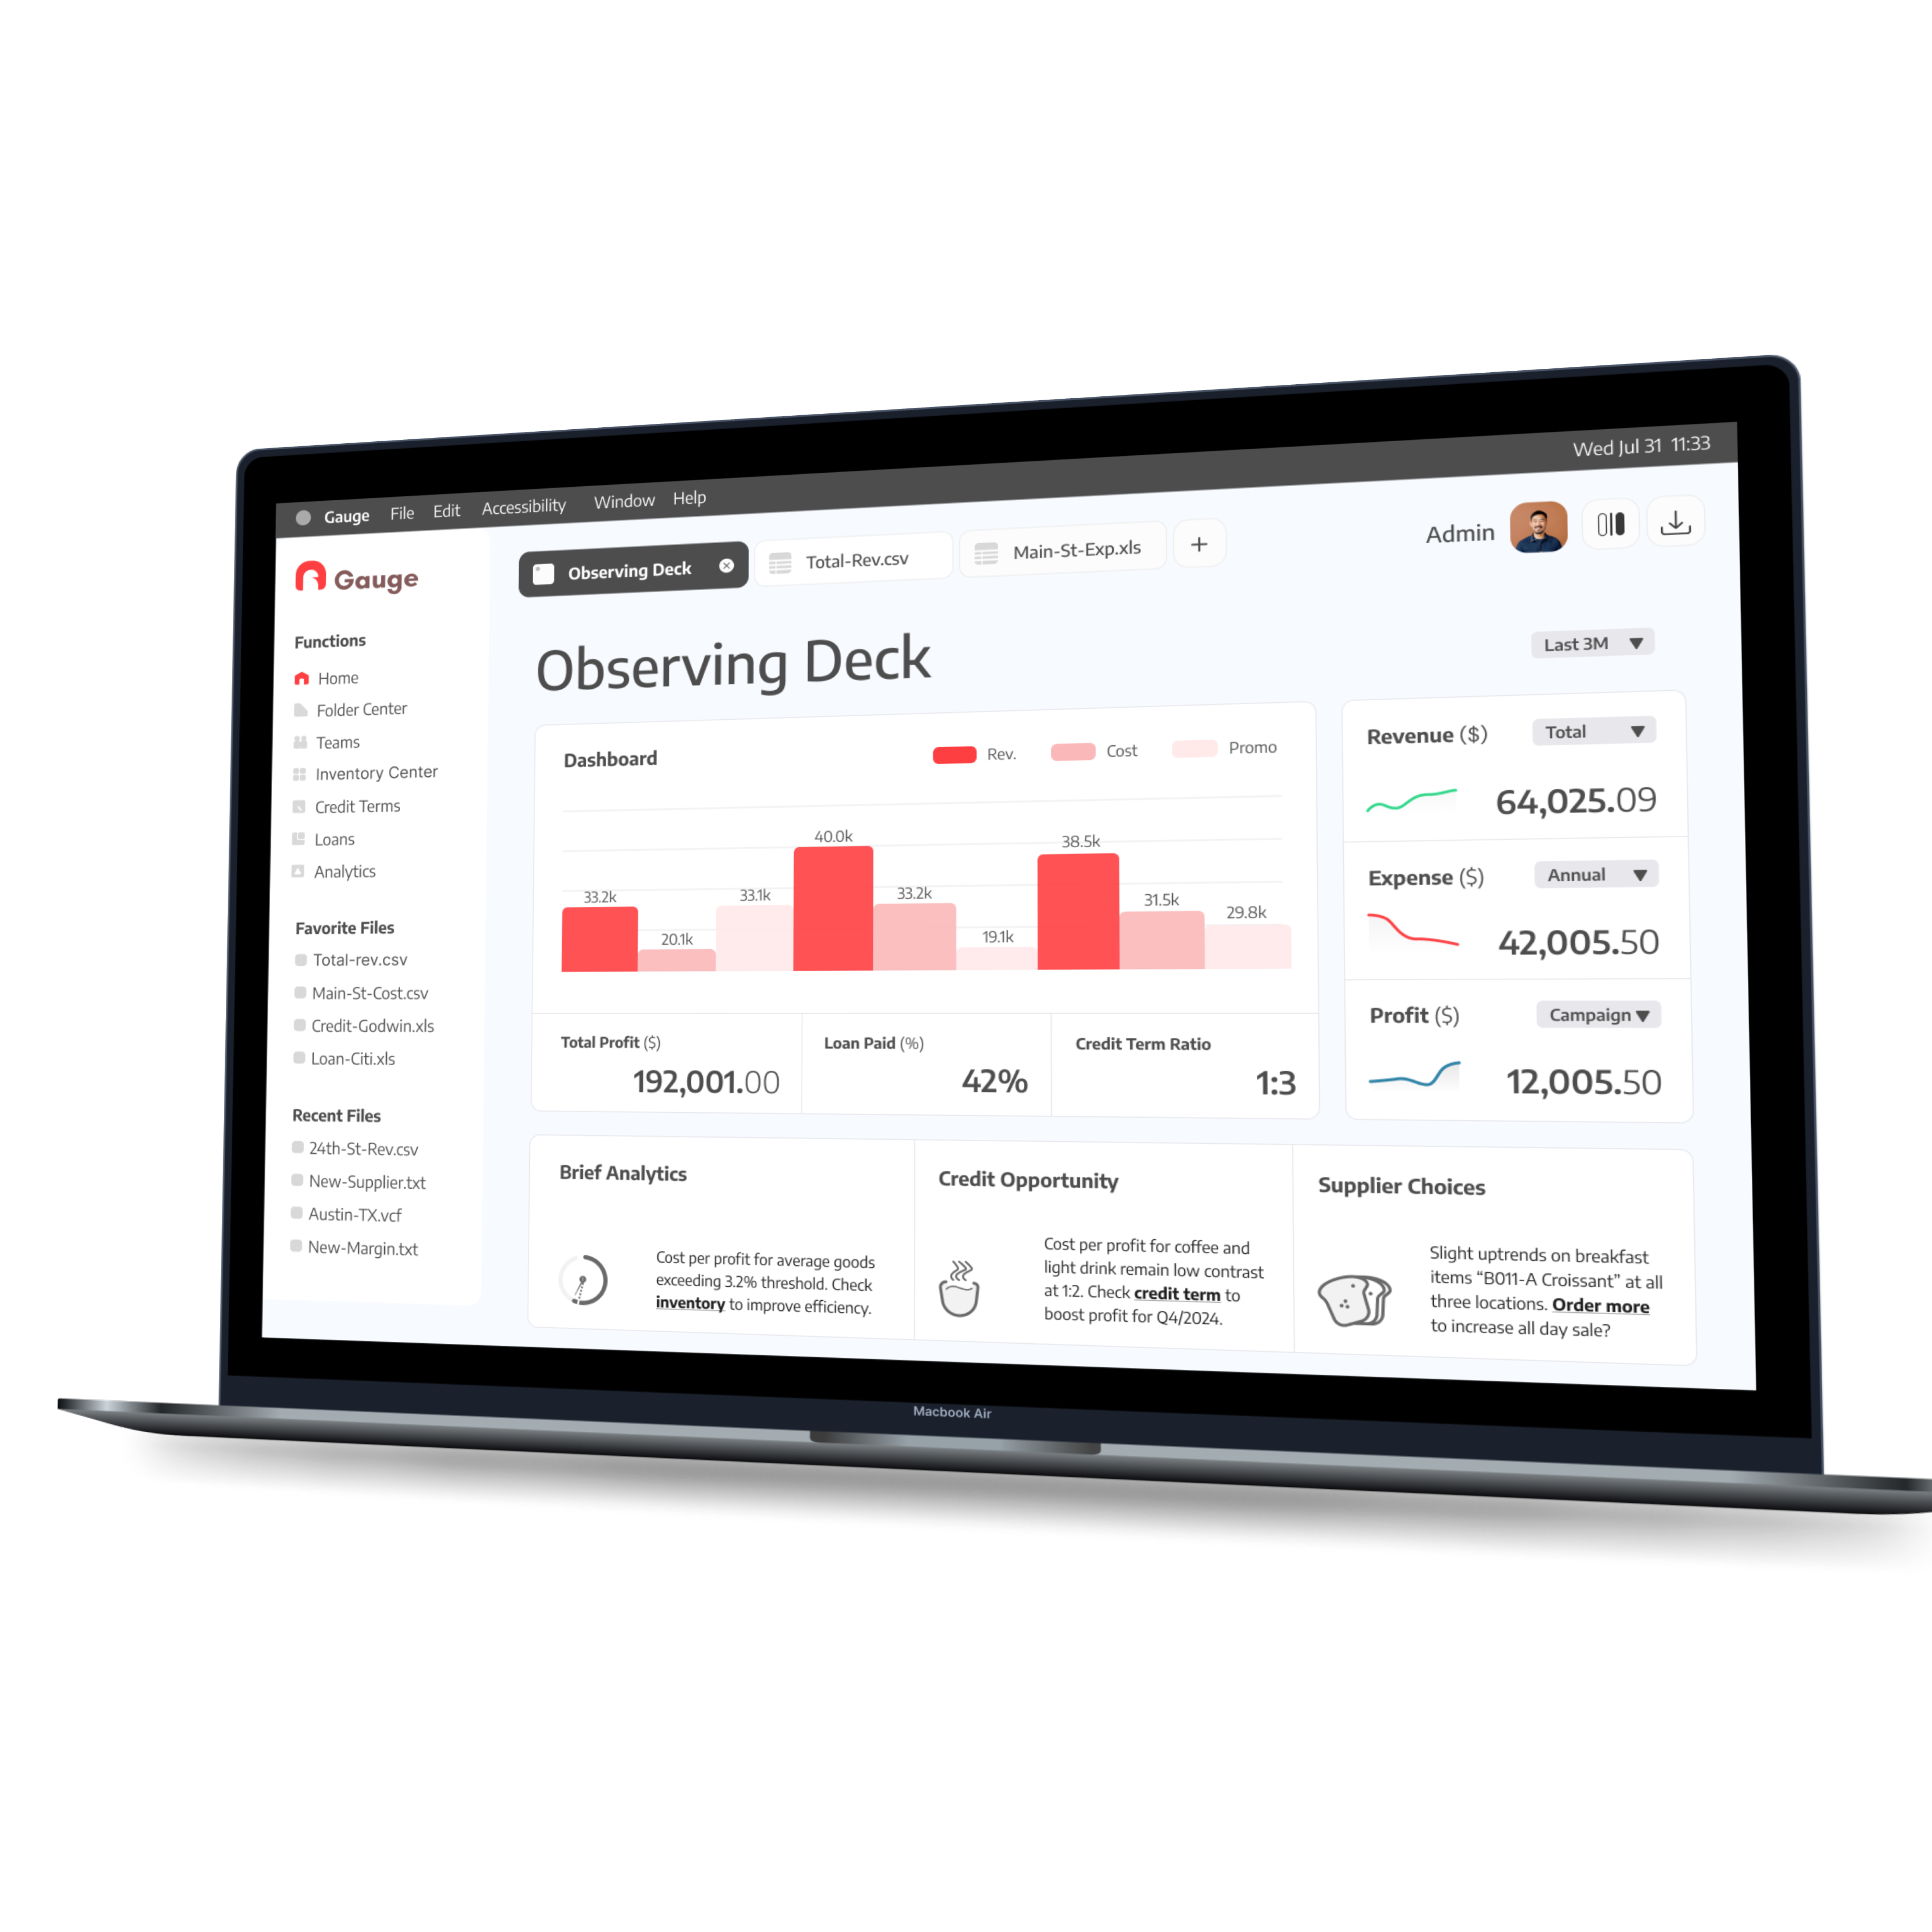 Gauge File Edit Accessibility Window Help
Wed Jul 31 11:33
Gauge
Functions
Home
Folder Center
Teams
Inventory Center
Credit Terms
Loans
Analytics
Favorite Files
Total-rev.csv
Main-St-Cost.csv
Credit-Godwin.xls
Loan-Citi.xls
Recent Files
24th-St-Rev.csv
New-Supplier.txt
Austin-TX.vcf
New-Margin.txt
Observing Deck
Total-Rev.csv
Main-St-Exp.xls
+
Admin
Observing Deck
Last 3M
Dashboard
Rev.
Cost
Promo
33.2k
20.1k
33.1k
40.0k
33.2k
19.1k
38.5k
31.5k
29.8k
Total Profit ($)
192,001.00
Loan Paid (%)
42%
Credit Term Ratio
1:3
Revenue ($)
Total
64,025.09
Expense ($)
Annual
42,005.50
Profit ($)
Campaign
12,005.50
Brief Analytics
Cost per profit for average goods
exceeding 3.2% threshold. Check
inventory to improve efficiency.
Credit Opportunity
Cost per profit for coffee and
light drink remain low contrast
at 1:2. Check credit term to
boost profit for Q4/2024.
Supplier Choices
Slight uptrends on breakfast
items “B011-A Croissant” at all
three locations. Order more
to increase all day sale?
Macbook Air